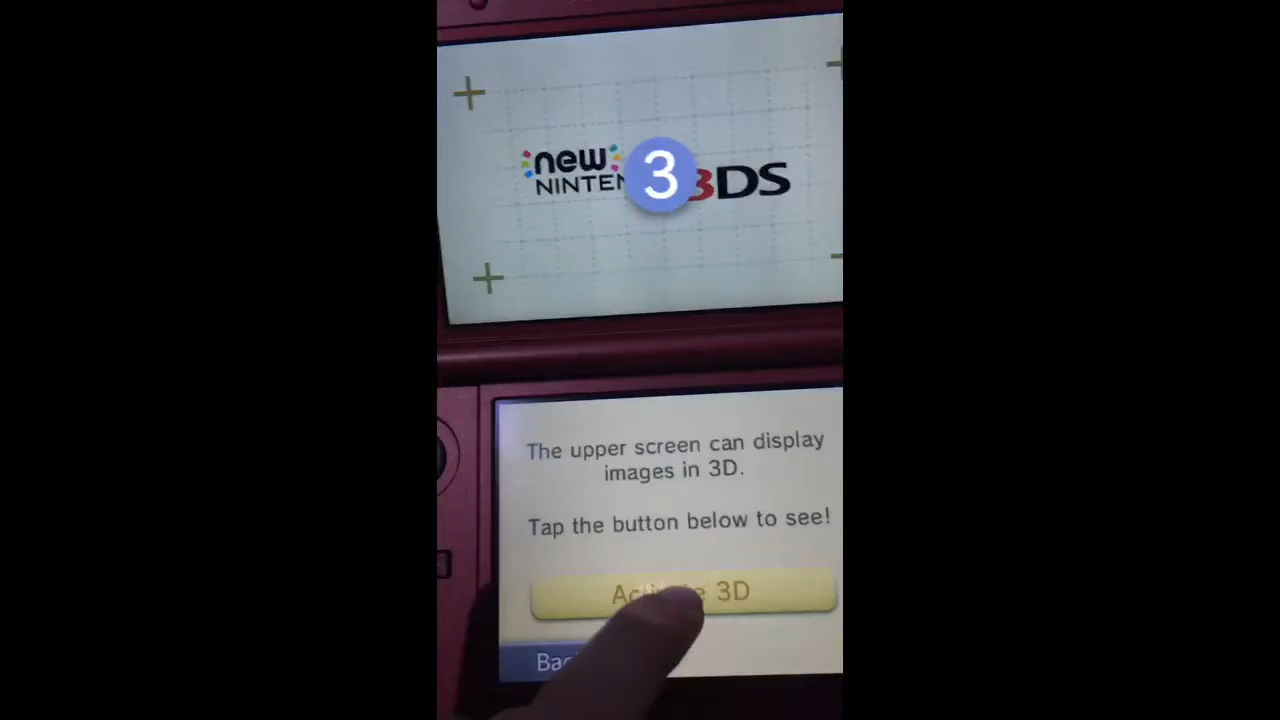 new
NINTEN 3DS
3
The upper screen can display
images in 3D.
Tap the button below to see!
3D